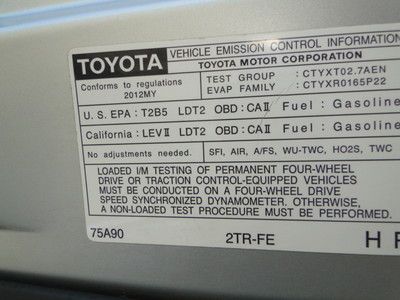 TOYOTA VEHICLE EMISSION CONTROL INFORMATION
TOYOTA MOTOR CORPORATION
Conforms to regulations
2012MY
TEST GROUP : CTYXT02.7AEN
EVAP FAMILY : CTYXR0165P22
U.S. EPA : T2B5 LDT2 OBD : CAⅡ Fuel : Gasoline
California : LEVⅡ LDT2 OBD : CAⅡ Fuel : Gasoline
No adjustments needed. SFI, AIR, A/FS, WU-TWC, HO2S, TWC
LOADED I/M TESTING OF PERMANENT FOUR-WHEEL
DRIVE OR TRACTION CONTROL-EQUIPPED VEHICLES
MUST BE PERFORMED ON A FOUR-WHEEL DRIVE
SPEED SYNCHRONIZED DYNAMOMETER. OTHERWISE,
A NON-LOADED TEST PROCEDURE MUST BE PERFORMED.
75A90 2TR-FE